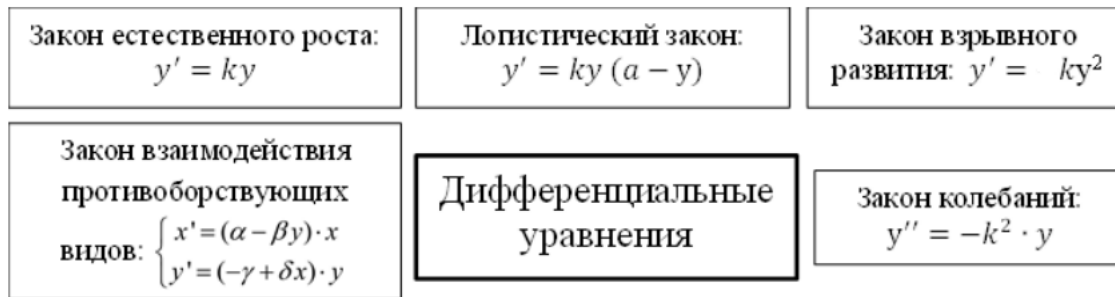 Закон естественного роста:
y′ = ky
Логистический закон:
y′ = ky (a − y)
Закон взрывного
развития: y′ = ky²
Закон взаимодействия
противоборствующих
видов: { x' = (α − βy) · x
y' = (−γ + δx) · y
Дифференциальные
уравнения
Закон колебаний:
y″ = −k² · y